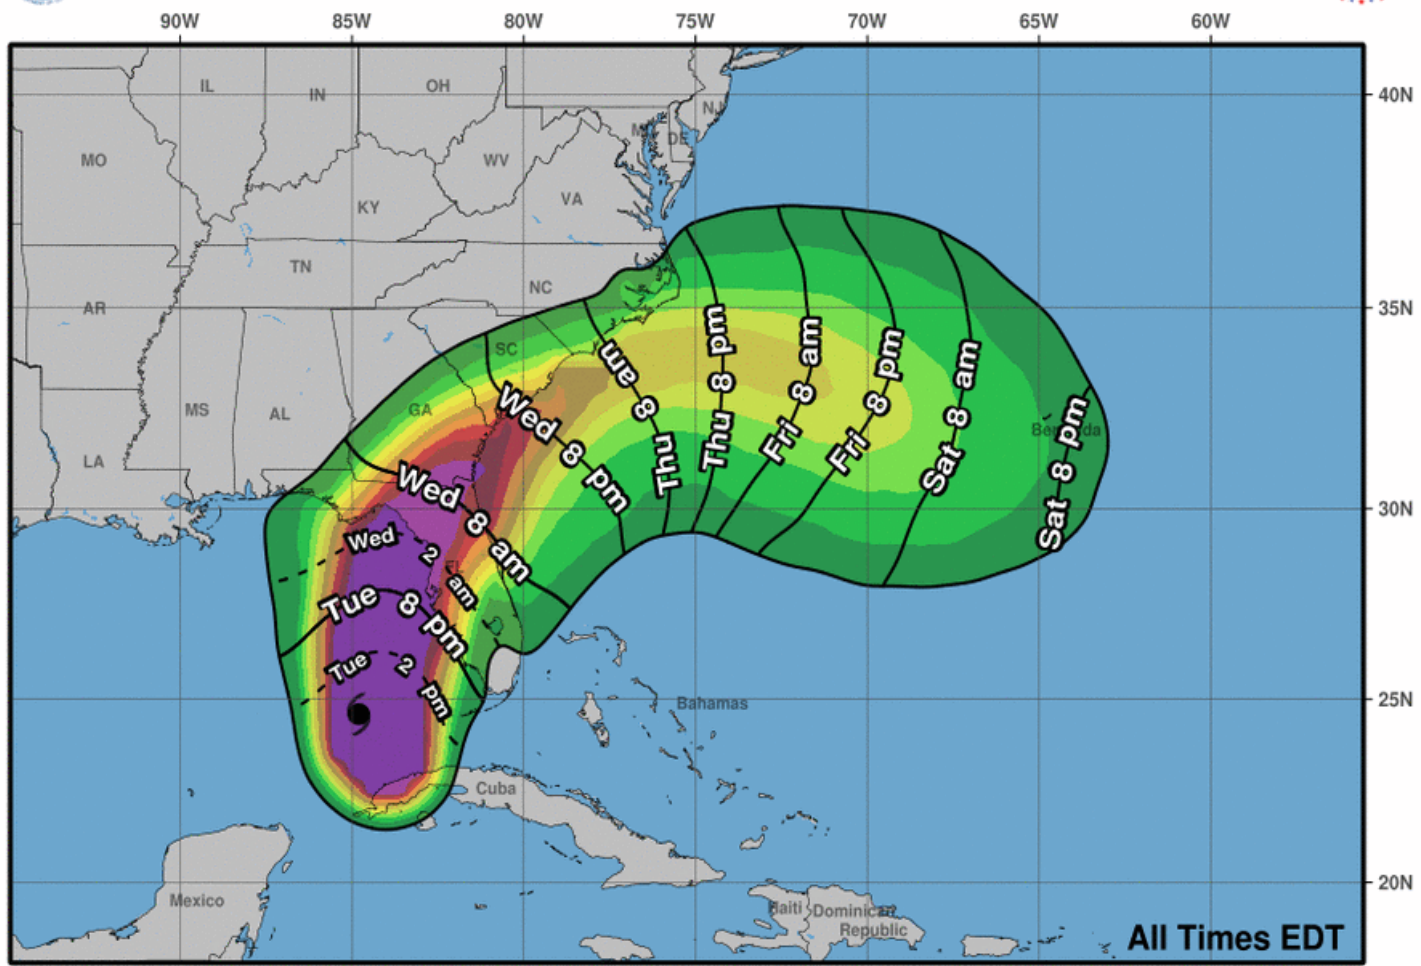 90W 85W 80W 75W 70W 65W 60W
40N
35N
30N
25N
20N
IL
IN
OH
NJ
DE
MO
WV
KY
VA
TN
NC
AR
SC
MS
AL
GA
LA
Thu 8 am
Thu 8 pm
Fri 8 am
Fri 8 pm
Sat 8 am
Sat 8 pm
Wed 8 pm
Wed 8 am
Wed 2 am
Tue 8 pm
Tue 2 pm
Bahamas
Cuba
Mexico
Dominican
Republic
All Times EDT